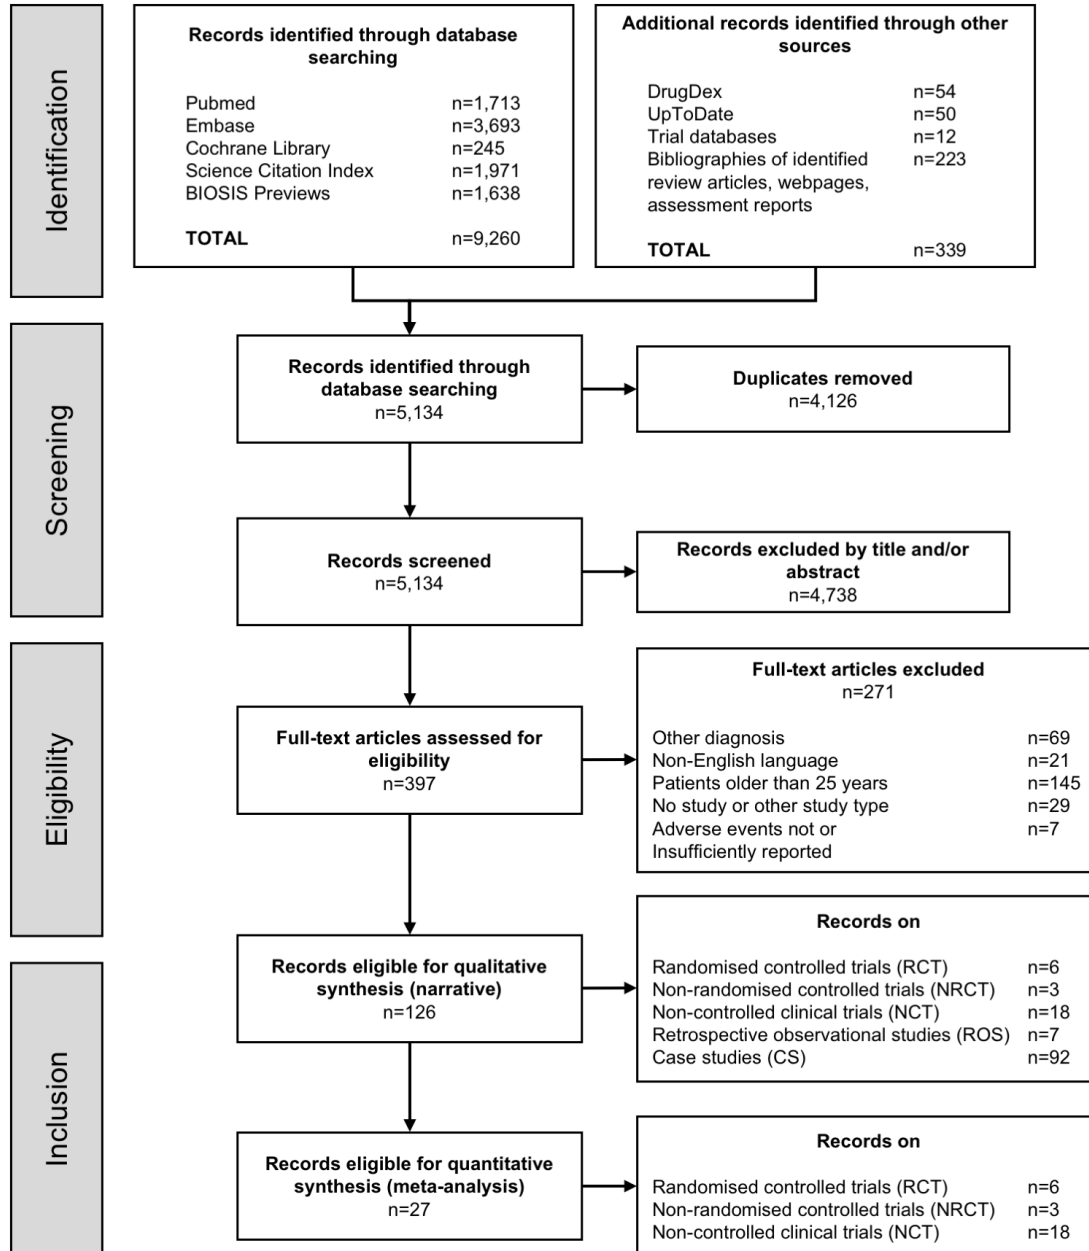 Identification
Records identified through database
searching
Pubmed n=1,713
Embase n=3,693
Cochrane Library n=245
Science Citation Index n=1,971
BIOSIS Previews n=1,638
TOTAL n=9,260
Additional records identified through other
sources
DrugDex n=54
UpToDate n=50
Trial databases n=12
Bibliographies of identified n=223
review articles, webpages,
assessment reports
TOTAL n=339
Screening
Records identified through
database searching
n=5,134
Duplicates removed
n=4,126
Records screened
n=5,134
Records excluded by title and/or
abstract
n=4,738
Eligibility
Full-text articles assessed for
eligibility
n=397
Full-text articles excluded
n=271
Other diagnosis n=69
Non-English language n=21
Patients older than 25 years n=145
No study or other study type n=29
Adverse events not or n=7
Insufficiently reported
Inclusion
Records eligible for qualitative
synthesis (narrative)
n=126
Records on
Randomised controlled trials (RCT) n=6
Non-randomised controlled trials (NRCT) n=3
Non-controlled clinical trials (NCT) n=18
Retrospective observational studies (ROS) n=7
Case studies (CS) n=92
Records eligible for quantitative
synthesis (meta-analysis)
n=27
Records on
Randomised controlled trials (RCT) n=6
Non-randomised controlled trials (NRCT) n=3
Non-controlled clinical trials (NCT) n=18